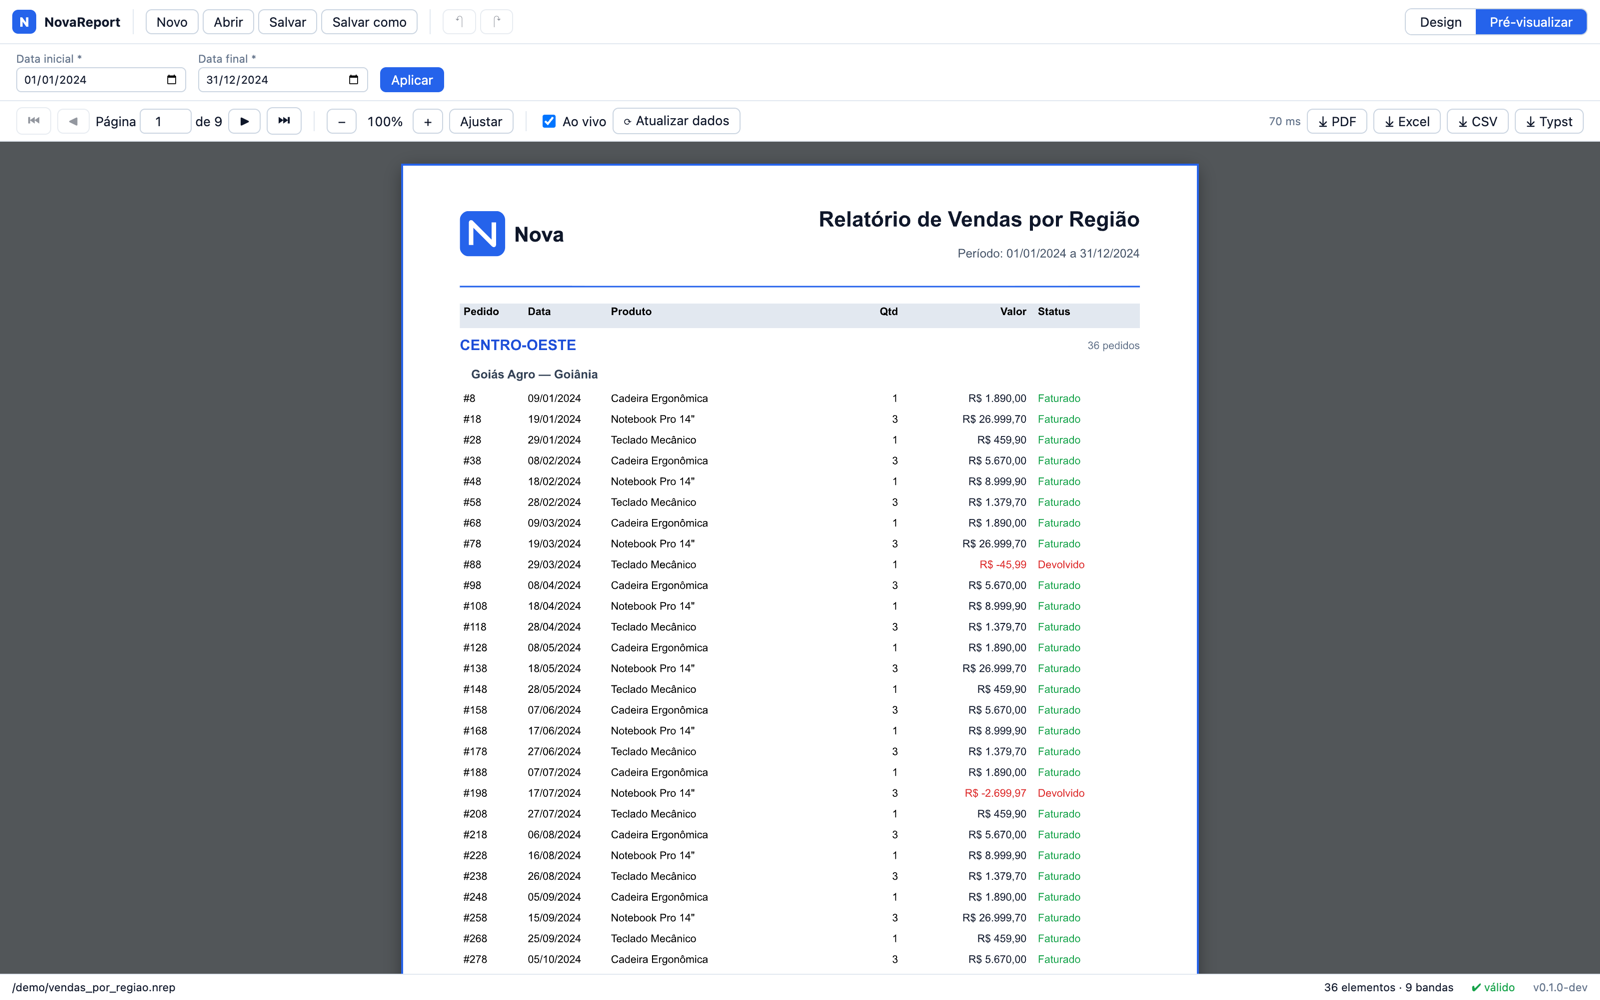 N NovaReport Novo Abrir Salvar Salvar como Design Pré-visualizar
Data inicial * Data final *
01/01/2024 31/12/2024 Aplicar
Página 1 de 9 − 100% + Ajustar Ao vivo ⟳ Atualizar dados 70 ms ↓ PDF ↓ Excel ↓ CSV ↓ Typst
N Nova
Relatório de Vendas por Região
Período: 01/01/2024 a 31/12/2024
Pedido Data Produto Qtd Valor Status
CENTRO-OESTE 36 pedidos
Goiás Agro — Goiânia
#8 09/01/2024 Cadeira Ergonômica 1 R$ 1.890,00 Faturado
#18 19/01/2024 Notebook Pro 14" 3 R$ 26.999,70 Faturado
#28 29/01/2024 Teclado Mecânico 1 R$ 459,90 Faturado
#38 08/02/2024 Cadeira Ergonômica 3 R$ 5.670,00 Faturado
#48 18/02/2024 Notebook Pro 14" 1 R$ 8.999,90 Faturado
#58 28/02/2024 Teclado Mecânico 3 R$ 1.379,70 Faturado
#68 09/03/2024 Cadeira Ergonômica 1 R$ 1.890,00 Faturado
#78 19/03/2024 Notebook Pro 14" 3 R$ 26.999,70 Faturado
#88 29/03/2024 Teclado Mecânico 1 R$ -45,99 Devolvido
#98 08/04/2024 Cadeira Ergonômica 3 R$ 5.670,00 Faturado
#108 18/04/2024 Notebook Pro 14" 1 R$ 8.999,90 Faturado
#118 28/04/2024 Teclado Mecânico 3 R$ 1.379,70 Faturado
#128 08/05/2024 Cadeira Ergonômica 1 R$ 1.890,00 Faturado
#138 18/05/2024 Notebook Pro 14" 3 R$ 26.999,70 Faturado
#148 28/05/2024 Teclado Mecânico 1 R$ 459,90 Faturado
#158 07/06/2024 Cadeira Ergonômica 3 R$ 5.670,00 Faturado
#168 17/06/2024 Notebook Pro 14" 1 R$ 8.999,90 Faturado
#178 27/06/2024 Teclado Mecânico 3 R$ 1.379,70 Faturado
#188 07/07/2024 Cadeira Ergonômica 1 R$ 1.890,00 Faturado
#198 17/07/2024 Notebook Pro 14" 3 R$ -2.699,97 Devolvido
#208 27/07/2024 Teclado Mecânico 1 R$ 459,90 Faturado
#218 06/08/2024 Cadeira Ergonômica 3 R$ 5.670,00 Faturado
#228 16/08/2024 Notebook Pro 14" 1 R$ 8.999,90 Faturado
#238 26/08/2024 Teclado Mecânico 3 R$ 1.379,70 Faturado
#248 05/09/2024 Cadeira Ergonômica 1 R$ 1.890,00 Faturado
#258 15/09/2024 Notebook Pro 14" 3 R$ 26.999,70 Faturado
#268 25/09/2024 Teclado Mecânico 1 R$ 459,90 Faturado
#278 05/10/2024 Cadeira Ergonômica 3 R$ 5.670,00 Faturado
/demo/vendas_por_regiao.nrep 36 elementos · 9 bandas ✔ válido v0.1.0-dev